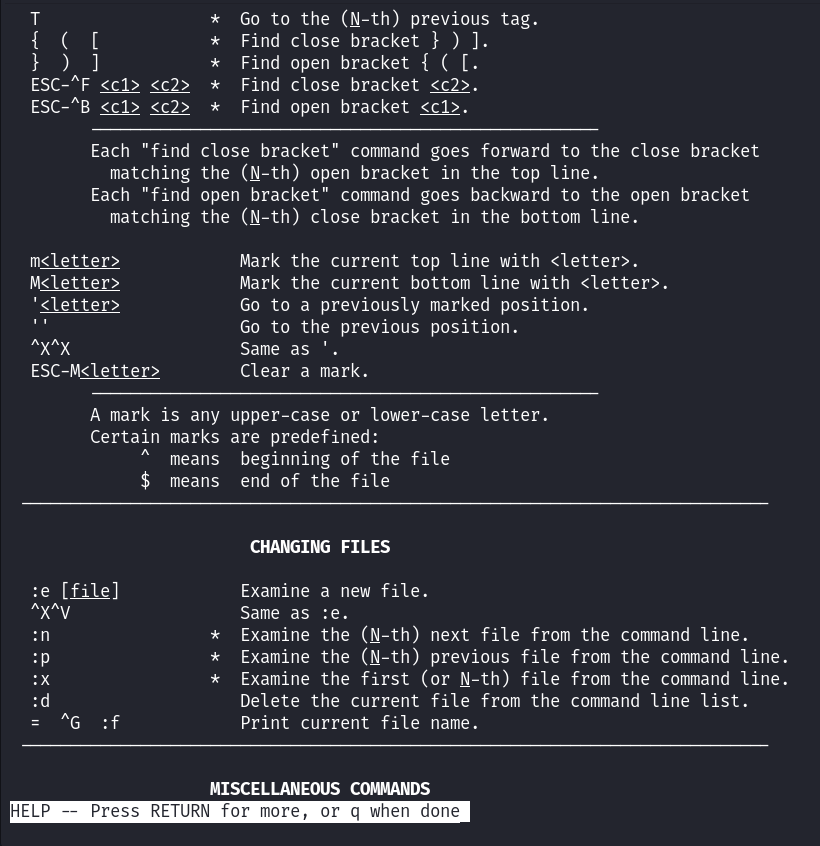 T                 *  Go to the (N-th) previous tag.
{  (  [           *  Find close bracket } ) ].
}  )  ]           *  Find open bracket { ( [.
ESC-^F <c1> <c2>  *  Find close bracket <c2>.
ESC-^B <c1> <c2>  *  Find open bracket <c1>.
Each "find close bracket" command goes forward to the close bracket
matching the (N-th) open bracket in the top line.
Each "find open bracket" command goes backward to the open bracket
matching the (N-th) close bracket in the bottom line.
m<letter>            Mark the current top line with <letter>.
M<letter>            Mark the current bottom line with <letter>.
'<letter>            Go to a previously marked position.
''                   Go to the previous position.
^X^X                 Same as '.
ESC-M<letter>        Clear a mark.
A mark is any upper-case or lower-case letter.
Certain marks are predefined:
^  means  beginning of the file
$  means  end of the file
CHANGING FILES
:e [file]            Examine a new file.
^X^V                 Same as :e.
:n                *  Examine the (N-th) next file from the command line.
:p                *  Examine the (N-th) previous file from the command line.
:x                *  Examine the first (or N-th) file from the command line.
:d                   Delete the current file from the command line list.
=  ^G  :f            Print current file name.
MISCELLANEOUS COMMANDS
HELP -- Press RETURN for more, or q when done